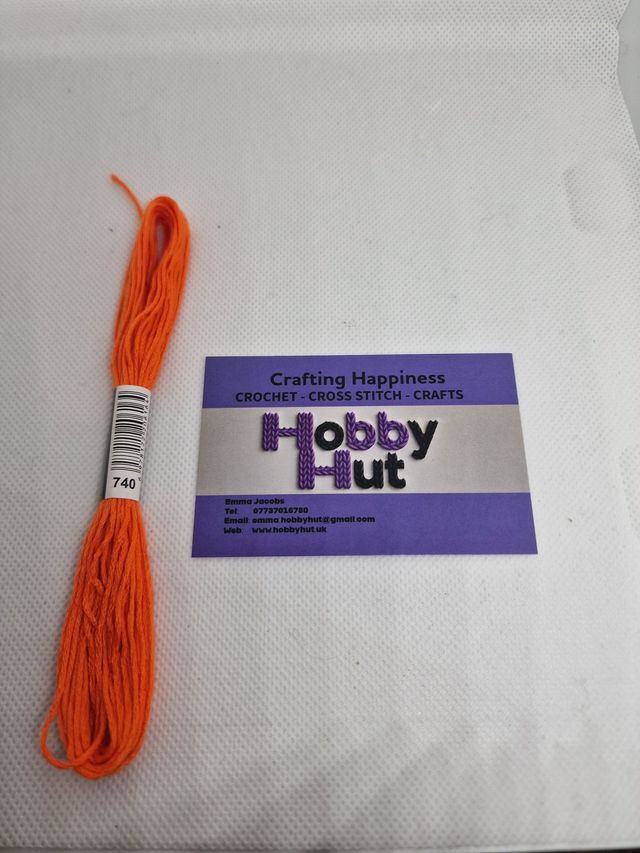 740
Crafting Happiness
CROCHET - CROSS STITCH - CRAFTS
Hobby
Hut
Emma Jacobs
Tel: 07737016780
Email: emma.hobbyhut@gmail.com
Web: www.hobbyhut.uk